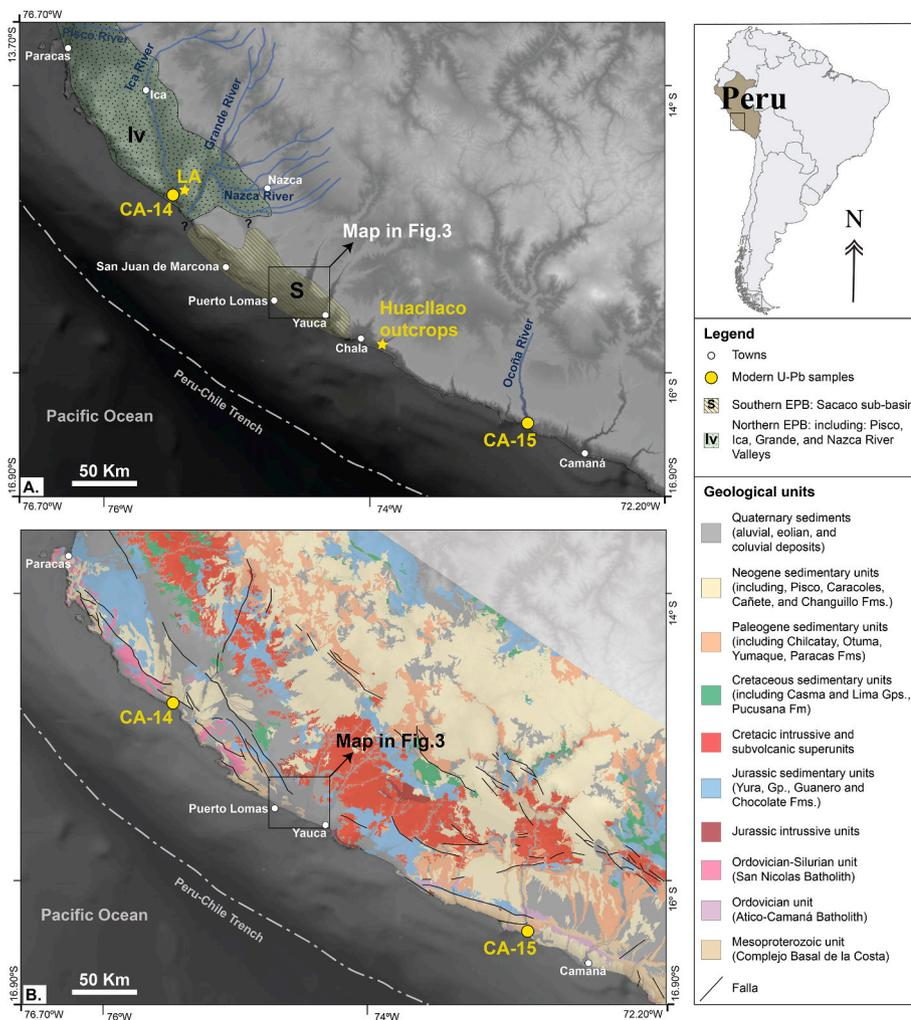 76.70°W
13.70°S
Pisco River
Paracas
Ica River
Ica
Grande River
14° S
Iv
LA
Nazca
Nazca River
CA-14
?
?
Map in Fig.3
San Juan de Marcona
S
Puerto Lomas
Huacllaco
outcrops
Yauca
Chala
Ocoña River
16° S
Peru-Chile Trench
Pacific Ocean
CA-15
50 Km
Camaná
A.
16.90°S
16.90°S
76.70°W
76°W
74°W
72.20°W
Paracas
14° S
CA-14
Map in Fig.3
Puerto Lomas
Yauca
Peru-Chile Trench
16° S
Pacific Ocean
CA-15
50 Km
Camaná
B.
16.90°S
16.90°S
76.70°W
76°W
74°W
72.20°W
Peru
N
Legend
Towns
Modern U-Pb samples
S
Southern EPB: Sacaco sub-basin
Iv
Northern EPB: including: Pisco,
Ica, Grande, and Nazca River
Valleys
Geological units
Quaternary sediments
(aluvial, eolian, and
coluvial deposits)
Neogene sedimentary units
(including, Pisco, Caracoles,
Cañete, and Changuillo Fms.)
Paleogene sedimentary units
(including Chilcatay, Otuma,
Yumaque, Paracas Fms)
Cretaceous sedimentary units
(including Casma and Lima Gps.,
Pucusana Fm)
Cretacic intrussive and
subvolcanic superunits
Jurassic sedimentary units
(Yura, Gp., Guanero and
Chocolate Fms.)
Jurassic intrussive units
Ordovician-Silurian unit
(San Nicolas Batholith)
Ordovician unit
(Atico-Camaná Batholith)
Mesoproterozoic unit
(Complejo Basal de la Costa)
Falla